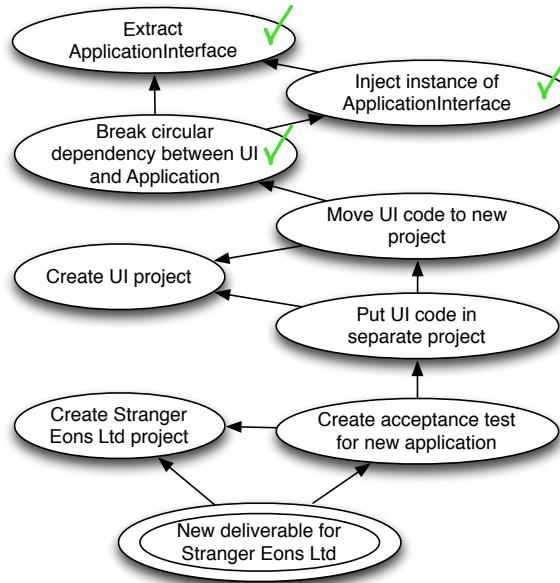 Extract
ApplicationInterface
Inject instance of
ApplicationInterface
Break circular
dependency between UI
and Application
Move UI code to new
project
Create UI project
Put UI code in
separate project
Create Stranger
Eons Ltd project
Create acceptance test
for new application
New deliverable for
Stranger Eons Ltd